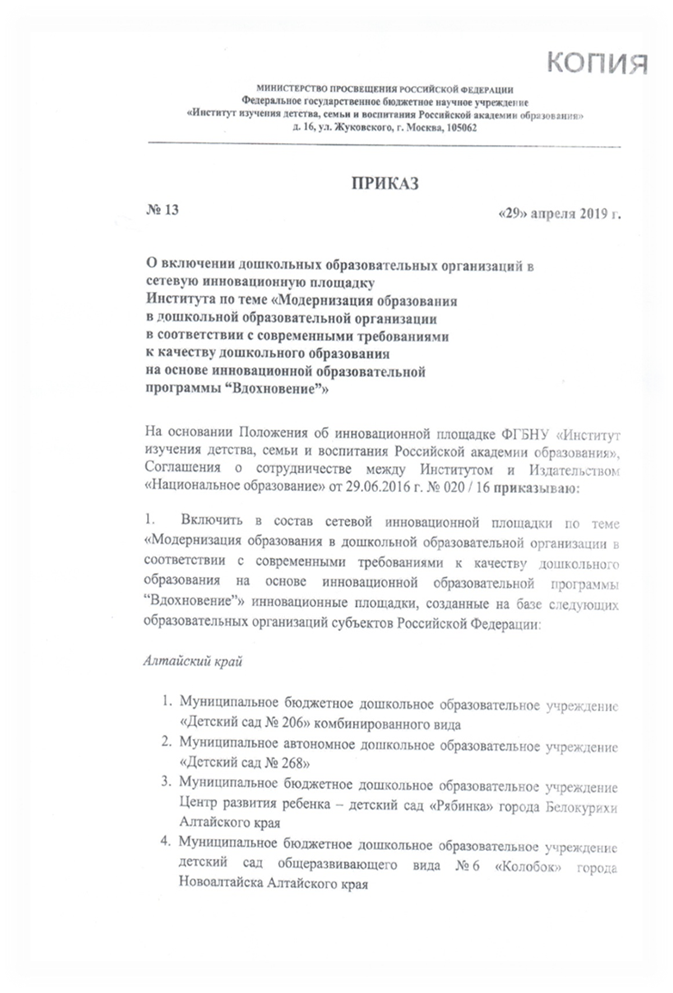 КОПИЯ
МИНИСТЕРСТВО ПРОСВЕЩЕНИЯ РОССИЙСКОЙ ФЕДЕРАЦИИ
Федеральное государственное бюджетное научное учреждение
«Институт изучения детства, семьи и воспитания Российской академии образования»
д. 16, ул. Жуковского, г. Москва, 105062
ПРИКАЗ
№ 13 «29» апреля 2019 г.
О включении дошкольных образовательных организаций в
сетевую инновационную площадку
Института по теме «Модернизация образования
в дошкольной образовательной организации
в соответствии с современными требованиями
к качеству дошкольного образования
на основе инновационной образовательной
программы “Вдохновение”»
На основании Положения об инновационной площадке ФГБНУ «Институт
изучения детства, семьи и воспитания Российской академии образования»,
Соглашения о сотрудничестве между Институтом и Издательством
«Национальное образование» от 29.06.2016 г. № 020 / 16 приказываю:
1. Включить в состав сетевой инновационной площадки по теме
«Модернизация образования в дошкольной образовательной организации в
соответствии с современными требованиями к качеству дошкольного
образования на основе инновационной образовательной программы
“Вдохновение”» инновационные площадки, созданные на базе следующих
образовательных организаций субъектов Российской Федерации:
Алтайский край
1. Муниципальное бюджетное дошкольное образовательное учреждение
«Детский сад № 206» комбинированного вида
2. Муниципальное автономное дошкольное образовательное учреждение
«Детский сад № 268»
3. Муниципальное бюджетное дошкольное образовательное учреждение
Центр развития ребенка – детский сад «Рябинка» города Белокурихи
Алтайского края
4. Муниципальное бюджетное дошкольное образовательное учреждение
детский сад общеразвивающего вида № 6 «Колобок» города
Новоалтайска Алтайского края